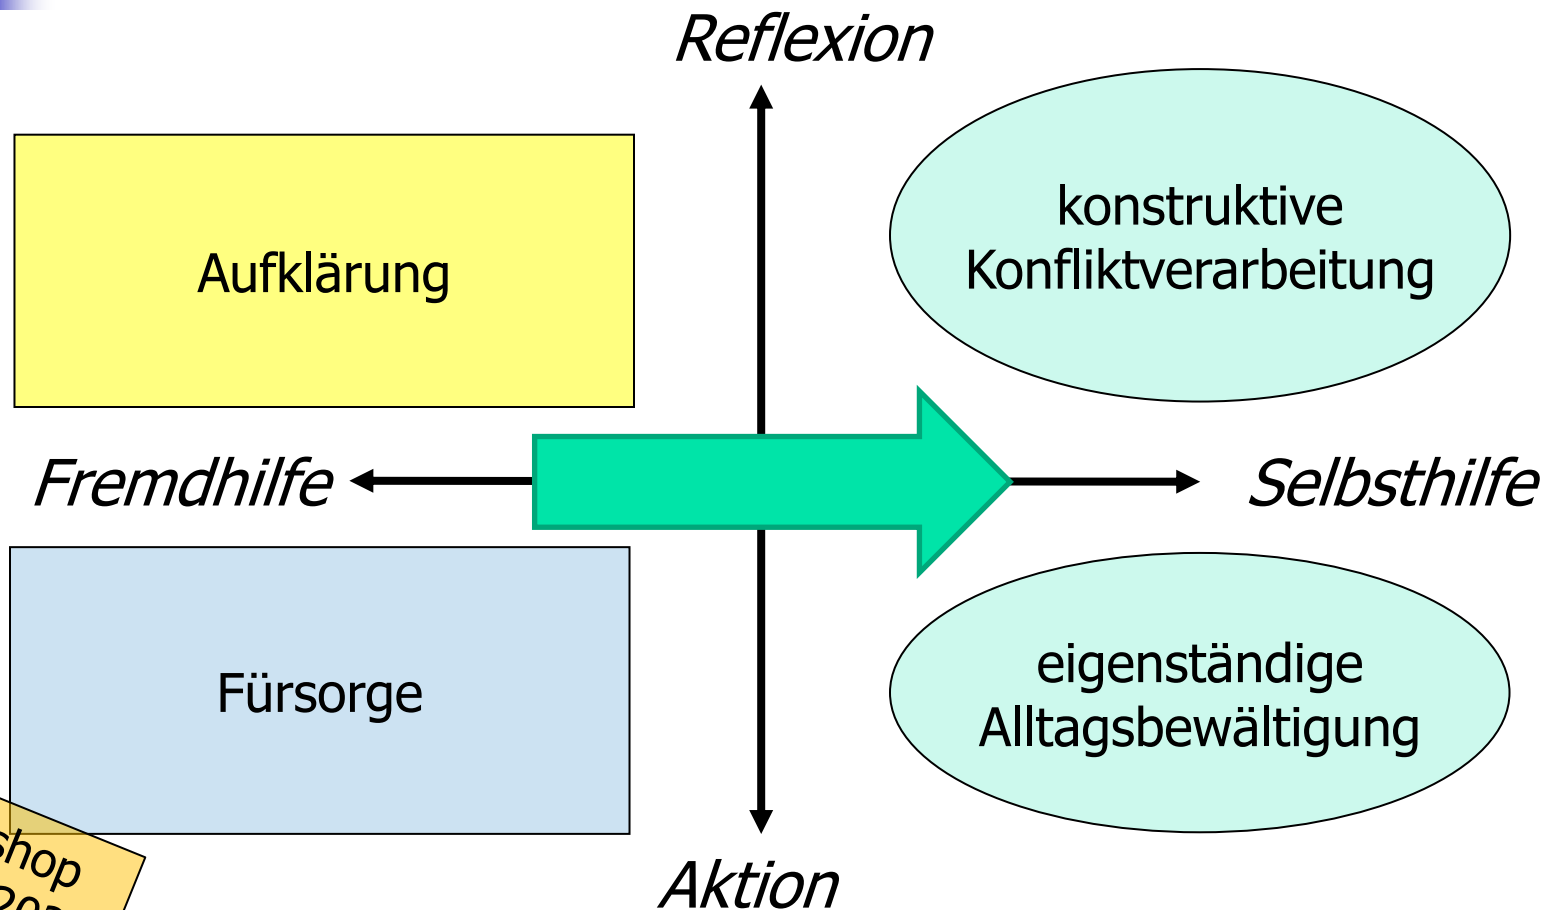 Reflexion
konstruktive
Konfliktverarbeitung
Aufklärung
Fremdhilfe
Selbsthilfe
eigenständige
Alltagsbewältigung
Fürsorge
Aktion